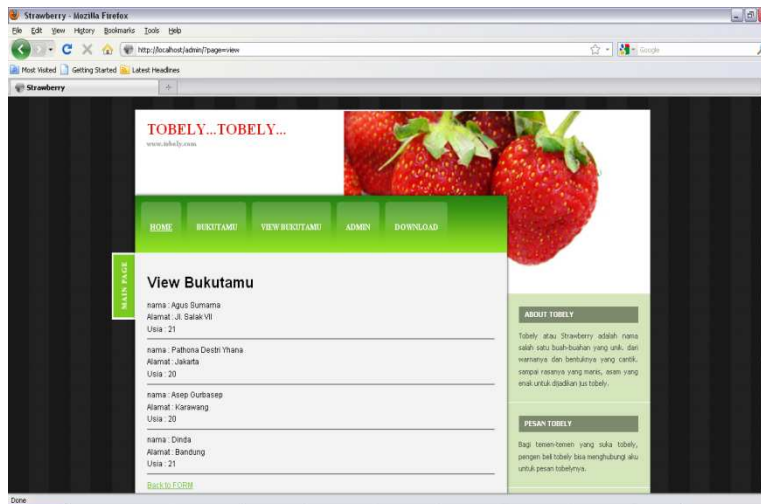 Strawberry - Mozilla Firefox
File Edit View History Bookmarks Tools Help
http://localhost/admin/?page=view
Google
Most Visited Getting Started Latest Headlines
Strawberry
TOBELY...TOBELY...
www.tobely.com
HOME BUKUTAMU VIEW BUKUTAMU ADMIN DOWNLOAD
MAIN PAGE
View Bukutamu
nama : Agus Sumarna
Alamat : Jl. Salak VII
Usia : 21
nama : Pathona Destri Yhana
Alamat : Jakarta
Usia : 20
nama : Asep Gurbasep
Alamat : Karawang
Usia : 20
nama : Dinda
Alamat : Bandung
Usia : 21
Back to FORM
ABOUT TOBELY
Tobely atau Strawberry adalah nama
salah satu buah-buahan yang unik. dari
warnanya dan bentuknya yang cantik.
sampai rasanya yang manis, asam yang
enak untuk dijadikan jus tobely.
PESAN TOBELY
Bagi temen-temen yang suka tobely,
pengen beli tobely bisa menghubungi aku
untuk pesan tobelynya.
Done